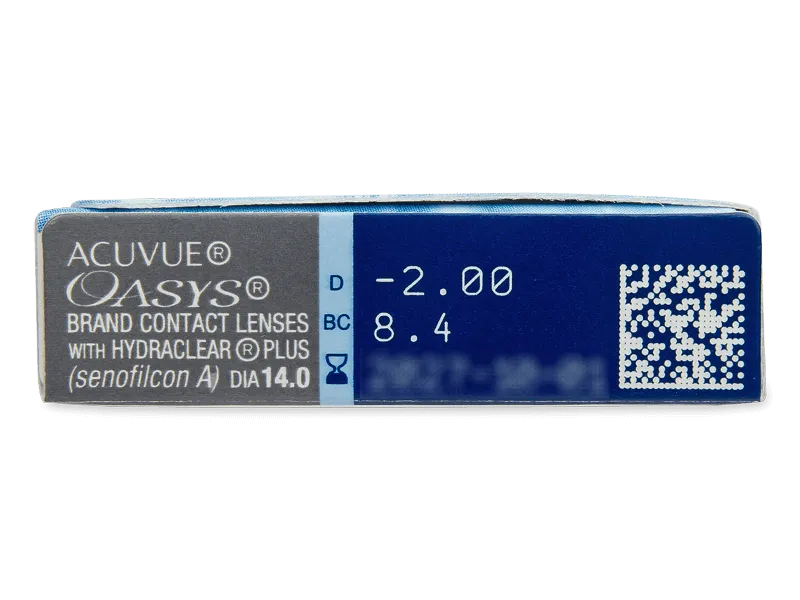 ACUVUE®
OASYS®
BRAND CONTACT LENSES
WITH HYDRACLEAR ® PLUS
(senofilcon A) DIA 14.0
D -2.00
BC 8.4